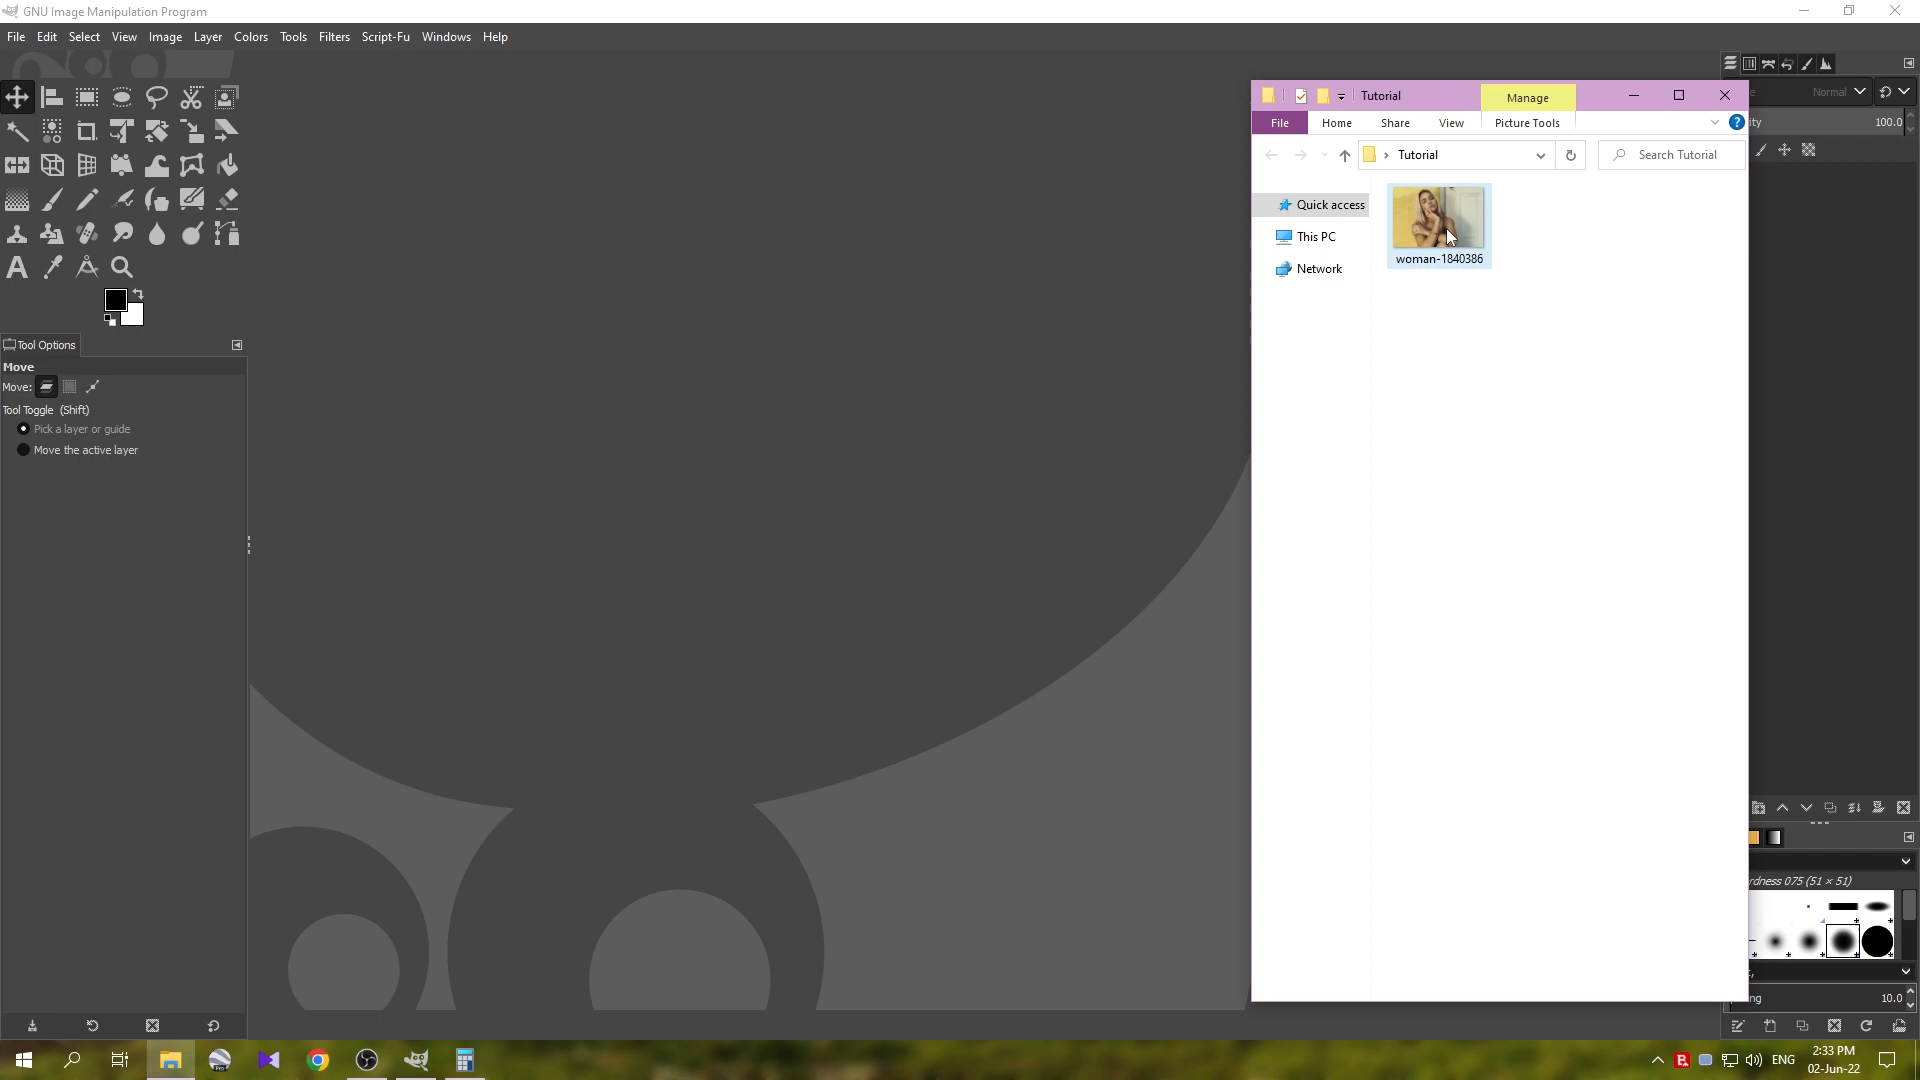 GNU Image Manipulation Program
File Edit Select View Image Layer Colors Tools Filters Script-Fu Windows Help
Tool Options
Move
Move:
Tool Toggle (Shift)
Pick a layer or guide
Move the active layer
Tutorial
Manage
File Home Share View Picture Tools
Tutorial
Search Tutorial
Quick access
This PC
Network
woman-1840386
Normal
100.0
rdness 075 (51 × 51)
10.0
ENG
2:33 PM
02-Jun-22